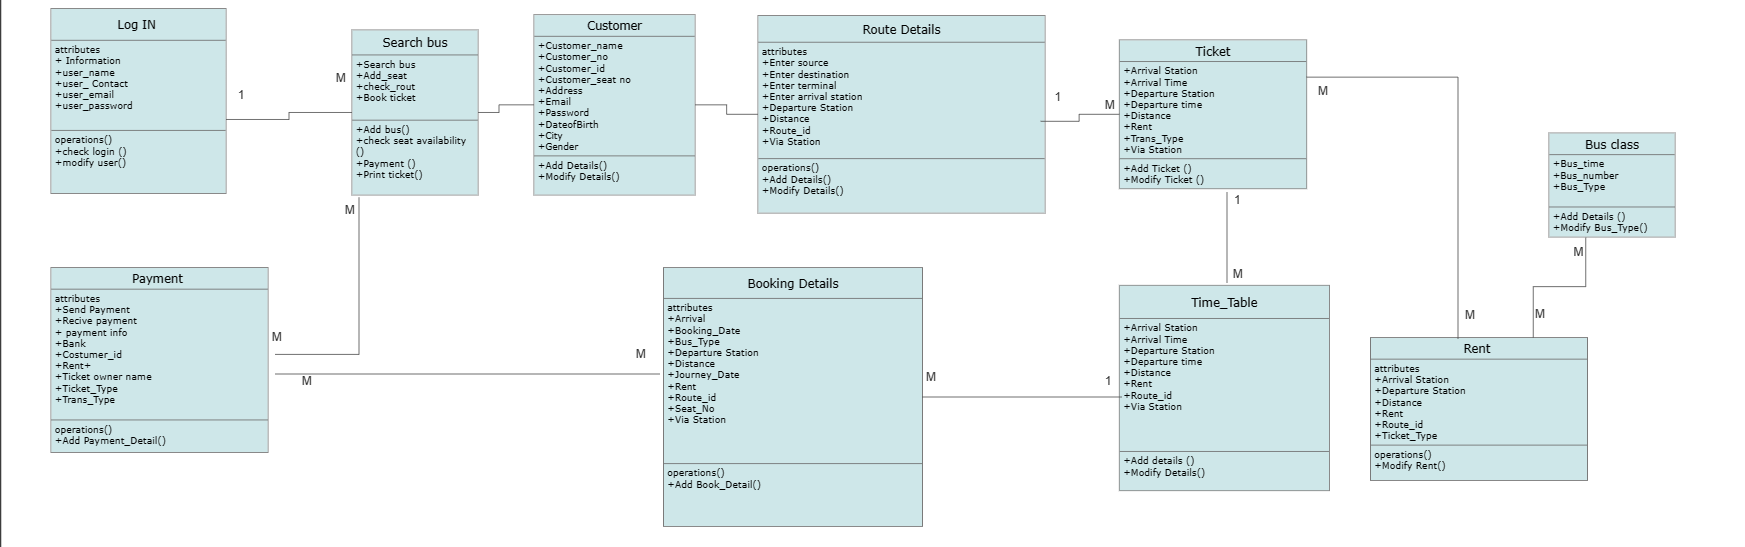 Log IN
attributes
+ Information
+user_name
+user_ Contact
+user_email
+user_password
operations()
+check login ()
+modify user()
1
M
Search bus
+Search bus
+Add_seat
+check_rout
+Book ticket
+Add bus()
+check seat availability
()
+Payment ()
+Print ticket()
M
Customer
+Customer_name
+Customer_no
+Customer_id
+Customer_seat no
+Address
+Email
+Password
+DateofBirth
+City
+Gender
+Add Details()
+Modify Details()
Route Details
attributes
+Enter source
+Enter destination
+Enter terminal
+Enter arrival station
+Departure Station
+Distance
+Route_id
+Via Station
operations()
+Add Details()
+Modify Details()
1
M
Ticket
+Arrival Station
+Arrival Time
+Departure Station
+Departure time
+Distance
+Rent
+Trans_Type
+Via Station
+Add Ticket ()
+Modify Ticket ()
M
1
M
Bus class
+Bus_time
+Bus_number
+Bus_Type
+Add Details ()
+Modify Bus_Type()
M
M
M
Payment
attributes
+Send Payment
+Recive payment
+ payment info
+Bank
+Costumer_id
+Rent+
+Ticket owner name
+Ticket_Type
+Trans_Type
operations()
+Add Payment_Detail()
M
M
M
Booking Details
attributes
+Arrival
+Booking_Date
+Bus_Type
+Departure Station
+Distance
+Journey_Date
+Rent
+Route_id
+Seat_No
+Via Station
operations()
+Add Book_Detail()
M
1
Time_Table
+Arrival Station
+Arrival Time
+Departure Station
+Departure time
+Distance
+Rent
+Route_id
+Via Station
+Add details ()
+Modify Details()
Rent
attributes
+Arrival Station
+Departure Station
+Distance
+Rent
+Route_id
+Ticket_Type
operations()
+Modify Rent()